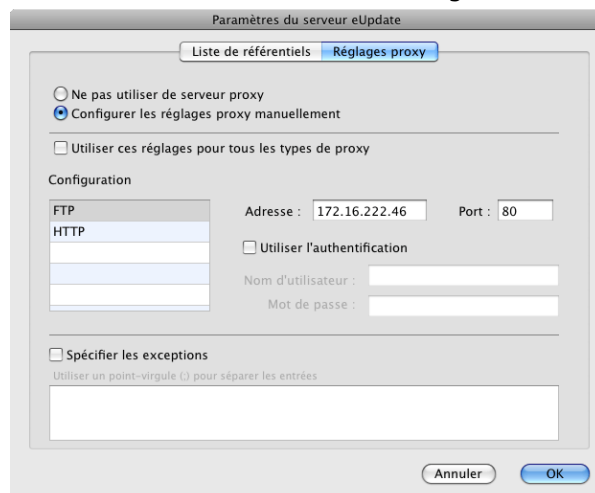 Paramètres du serveur eUpdate
Liste de référentiels Réglages proxy
Ne pas utiliser de serveur proxy
Configurer les réglages proxy manuellement
Utiliser ces réglages pour tous les types de proxy
Configuration
FTP
HTTP
Adresse : 172.16.222.46 Port : 80
Utiliser l'authentification
Nom d'utilisateur :
Mot de passe :
Spécifier les exceptions
Utiliser un point-virgule (;) pour séparer les entrées
Annuler OK